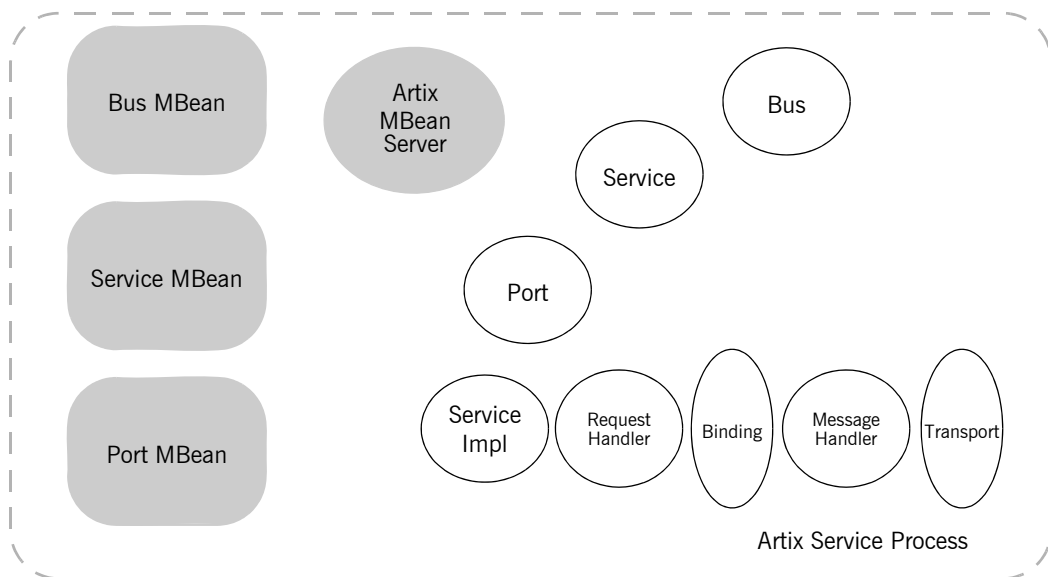 Bus MBean
Artix
MBean
Server
Bus
Service
Service MBean
Port
Port MBean
Service
Impl
Request
Handler
Binding
Message
Handler
Transport
Artix Service Process